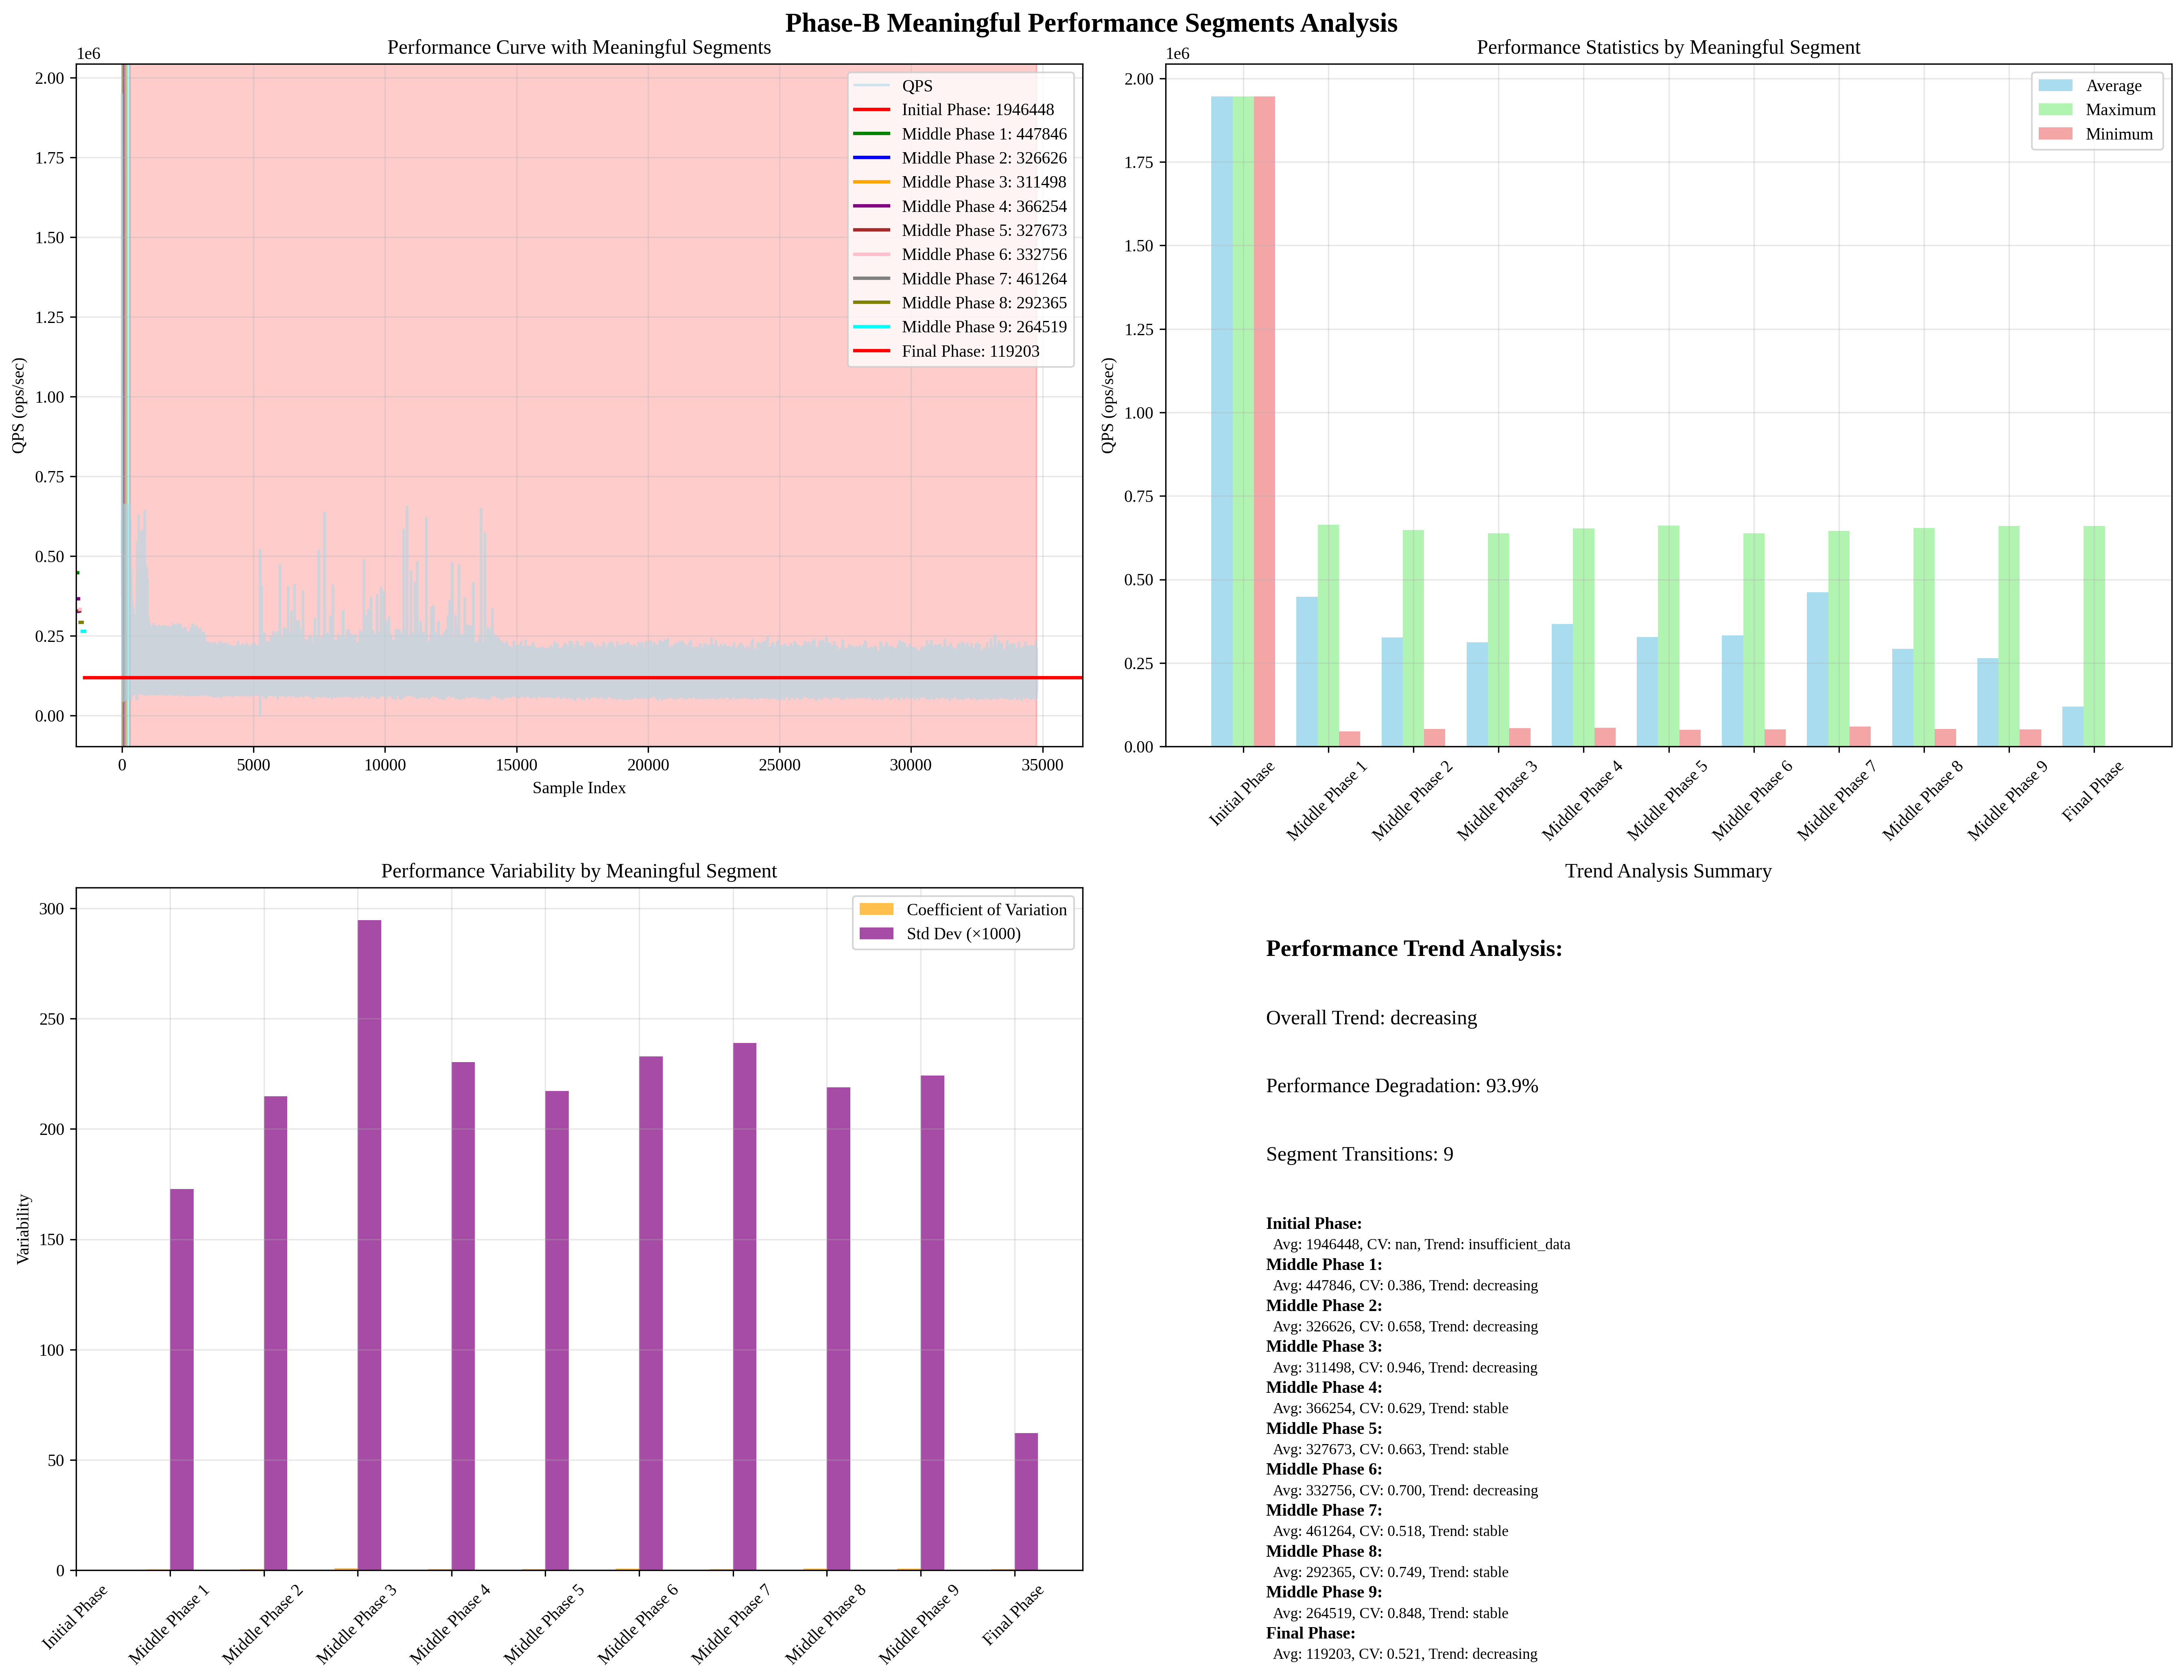 Phase-B Meaningful Performance Segments Analysis
Performance Curve with Meaningful Segments
1e6
2.00
1.75
1.50
1.25
1.00
0.75
0.50
0.25
0.00
QPS (ops/sec)
0 5000 10000 15000 20000 25000 30000 35000
Sample Index
QPS
Initial Phase: 1946448
Middle Phase 1: 447846
Middle Phase 2: 326626
Middle Phase 3: 311498
Middle Phase 4: 366254
Middle Phase 5: 327673
Middle Phase 6: 332756
Middle Phase 7: 461264
Middle Phase 8: 292365
Middle Phase 9: 264519
Final Phase: 119203
Performance Statistics by Meaningful Segment
1e6
2.00
1.75
1.50
1.25
1.00
0.75
0.50
0.25
0.00
QPS (ops/sec)
Average
Maximum
Minimum
Initial Phase
Middle Phase 1
Middle Phase 2
Middle Phase 3
Middle Phase 4
Middle Phase 5
Middle Phase 6
Middle Phase 7
Middle Phase 8
Middle Phase 9
Final Phase
Performance Variability by Meaningful Segment
300
250
200
150
100
50
0
Variability
Coefficient of Variation
Std Dev (×1000)
Initial Phase
Middle Phase 1
Middle Phase 2
Middle Phase 3
Middle Phase 4
Middle Phase 5
Middle Phase 6
Middle Phase 7
Middle Phase 8
Middle Phase 9
Final Phase
Trend Analysis Summary
Performance Trend Analysis:
Overall Trend: decreasing
Performance Degradation: 93.9%
Segment Transitions: 9
Initial Phase:
Avg: 1946448, CV: nan, Trend: insufficient_data
Middle Phase 1:
Avg: 447846, CV: 0.386, Trend: decreasing
Middle Phase 2:
Avg: 326626, CV: 0.658, Trend: decreasing
Middle Phase 3:
Avg: 311498, CV: 0.946, Trend: decreasing
Middle Phase 4:
Avg: 366254, CV: 0.629, Trend: stable
Middle Phase 5:
Avg: 327673, CV: 0.663, Trend: stable
Middle Phase 6:
Avg: 332756, CV: 0.700, Trend: decreasing
Middle Phase 7:
Avg: 461264, CV: 0.518, Trend: stable
Middle Phase 8:
Avg: 292365, CV: 0.749, Trend: stable
Middle Phase 9:
Avg: 264519, CV: 0.848, Trend: stable
Final Phase:
Avg: 119203, CV: 0.521, Trend: decreasing